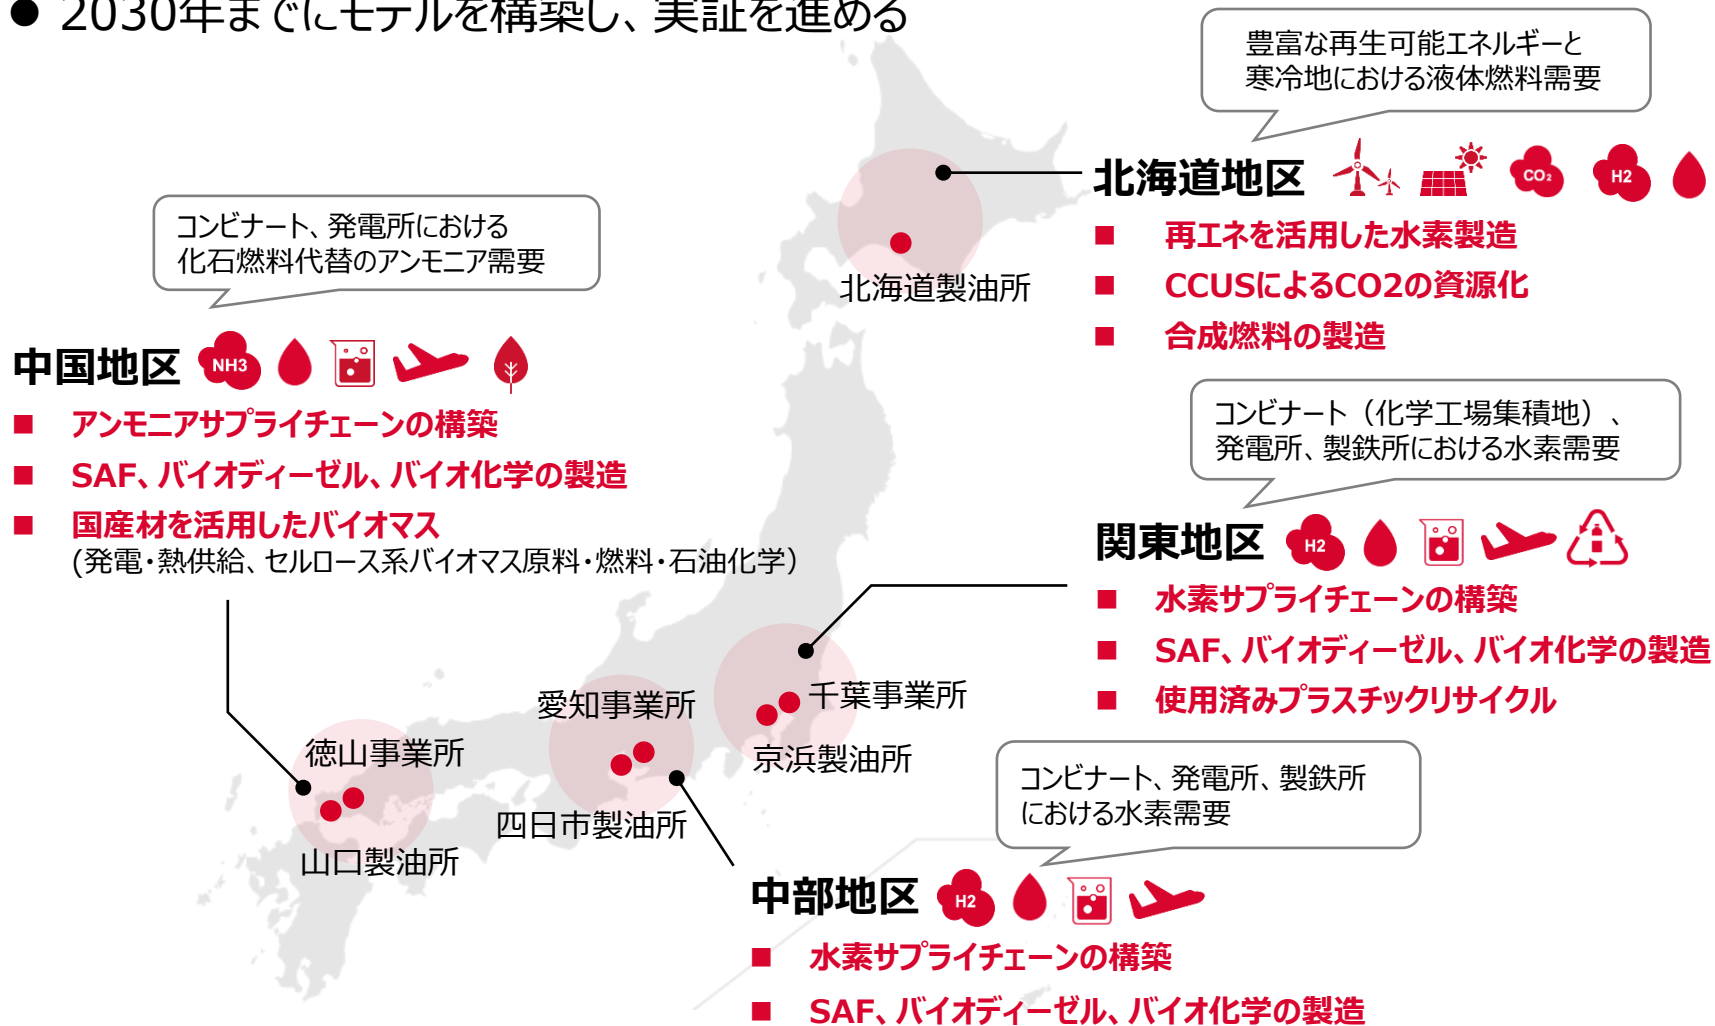 ● 2030年までにモデルを構築し、実証を進める
豊富な再生可能エネルギーと
寒冷地における液体燃料需要
北海道地区
CO₂
H2
■ 再エネを活用した水素製造
■ CCUSによるCO2の資源化
■ 合成燃料の製造
北海道製油所
コンビナート、発電所における
化石燃料代替のアンモニア需要
中国地区
NH3
■ アンモニアサプライチェーンの構築
■ SAF、バイオディーゼル、バイオ化学の製造
■ 国産材を活用したバイオマス
(発電・熱供給、セルロース系バイオマス原料・燃料・石油化学）
コンビナート（化学工場集積地）、
発電所、製鉄所における水素需要
関東地区
H2
■ 水素サプライチェーンの構築
■ SAF、バイオディーゼル、バイオ化学の製造
■ 使用済みプラスチックリサイクル
千葉事業所
京浜製油所
愛知事業所
四日市製油所
徳山事業所
山口製油所
コンビナート、発電所、製鉄所
における水素需要
中部地区
H2
■ 水素サプライチェーンの構築
■ SAF、バイオディーゼル、バイオ化学の製造